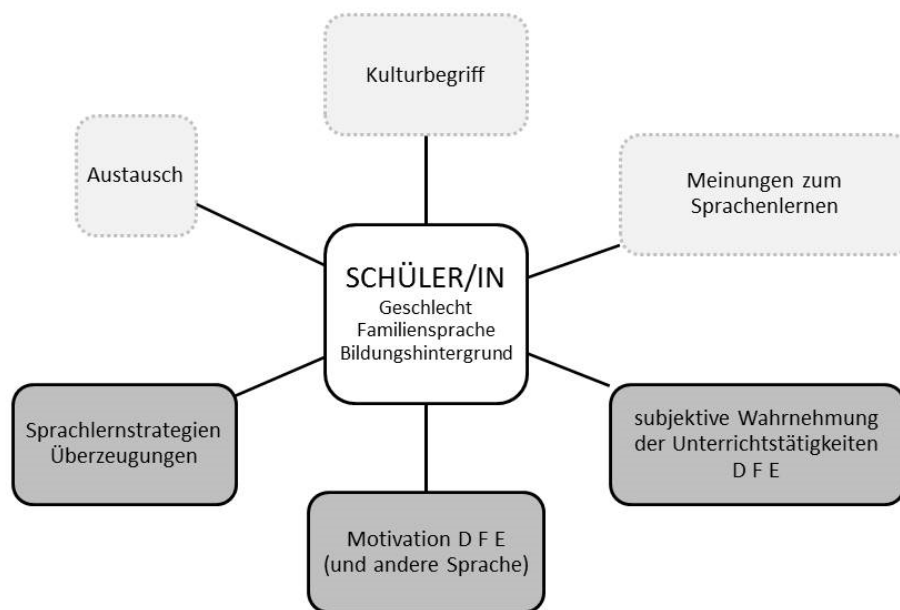 Kulturbegriff
Austausch
Meinungen zum
Sprachenlernen
SCHÜLER/IN
Geschlecht
Familiensprache
Bildungshintergrund
Sprachlernstrategien
Überzeugungen
subjektive Wahrnehmung
der Unterrichtstätigkeiten
D F E
Motivation D F E
(und andere Sprache)